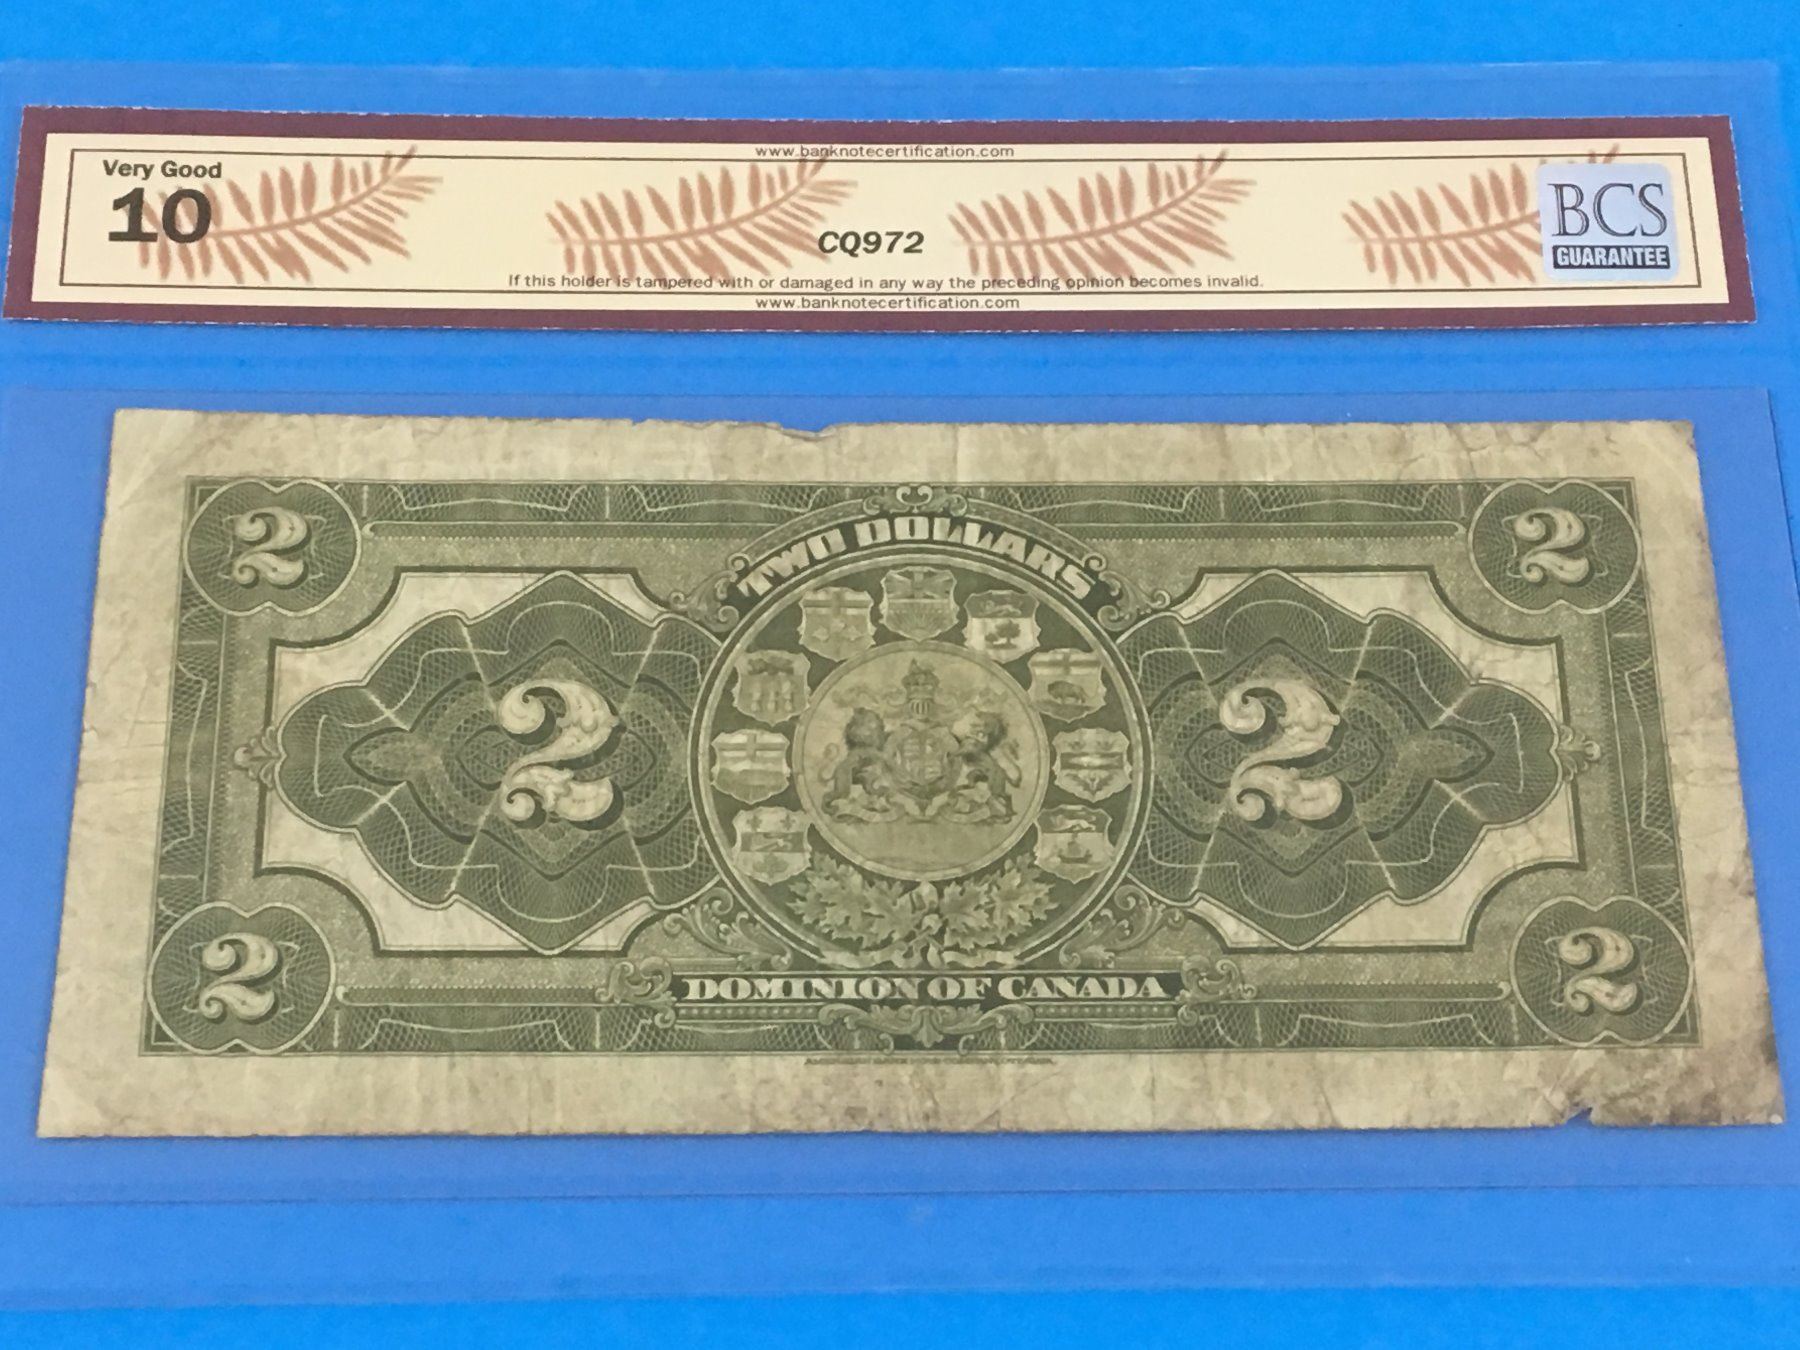 www.banknotecertification.com
Very Good
10
CQ972
BCS
GUARANTEE
If this holder is tampered with or damaged in any way the preceding opinion becomes invalid.
www.banknotecertification.com
2 2
TWO DOLLARS
2 2
2 2
DOMINION OF CANADA